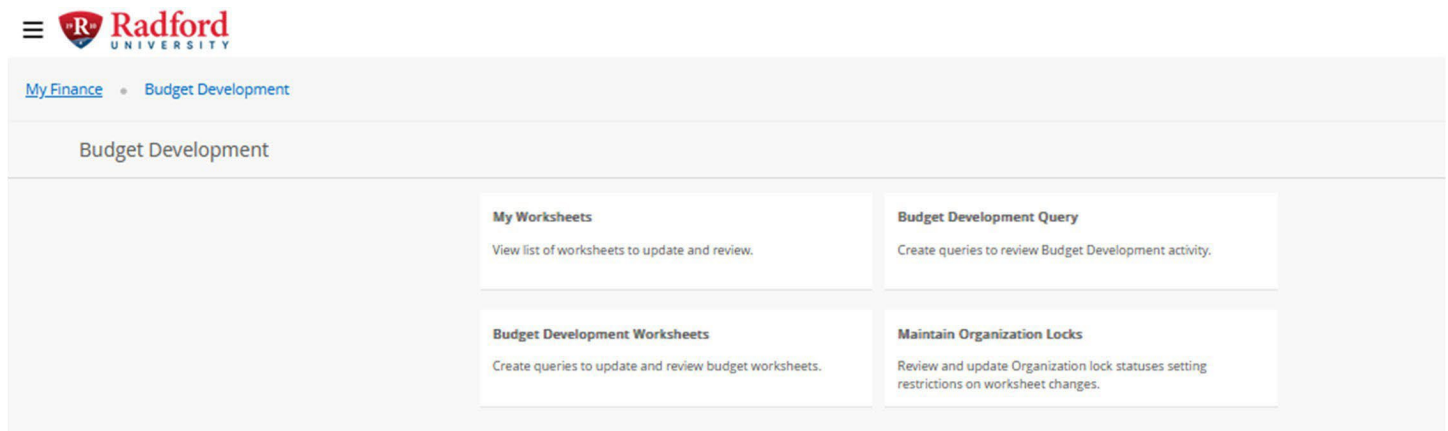 Radford
UNIVERSITY
My Finance • Budget Development
Budget Development
My Worksheets
View list of worksheets to update and review.
Budget Development Query
Create queries to review Budget Development activity.
Budget Development Worksheets
Create queries to update and review budget worksheets.
Maintain Organization Locks
Review and update Organization lock statuses setting
restrictions on worksheet changes.